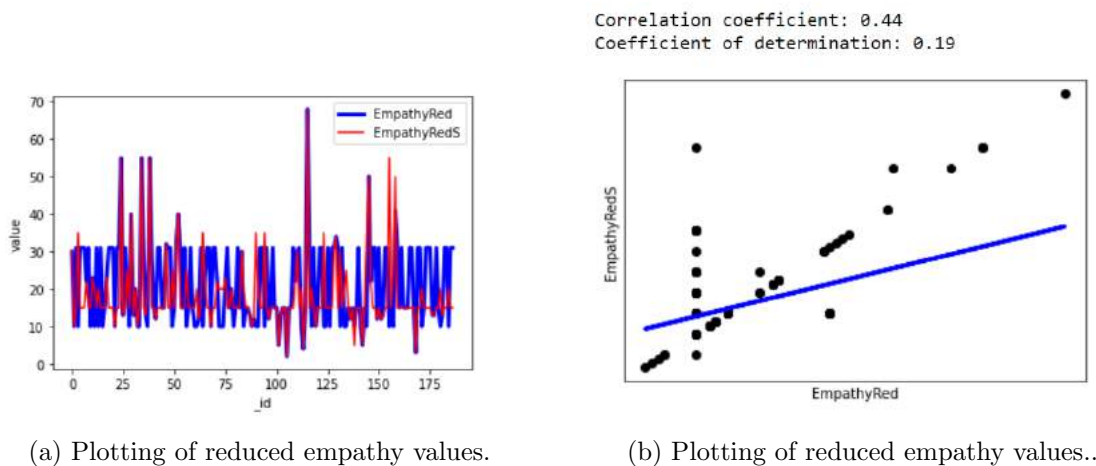 Correlation coefficient: 0.44
Coefficient of determination: 0.19
70
60
50
40
30
20
10
0
value
EmpathyRed
EmpathyRedS
0
25
50
75
100
125
150
175
_id
EmpathyRedS
EmpathyRed
(a) Plotting of reduced empathy values.
(b) Plotting of reduced empathy values..